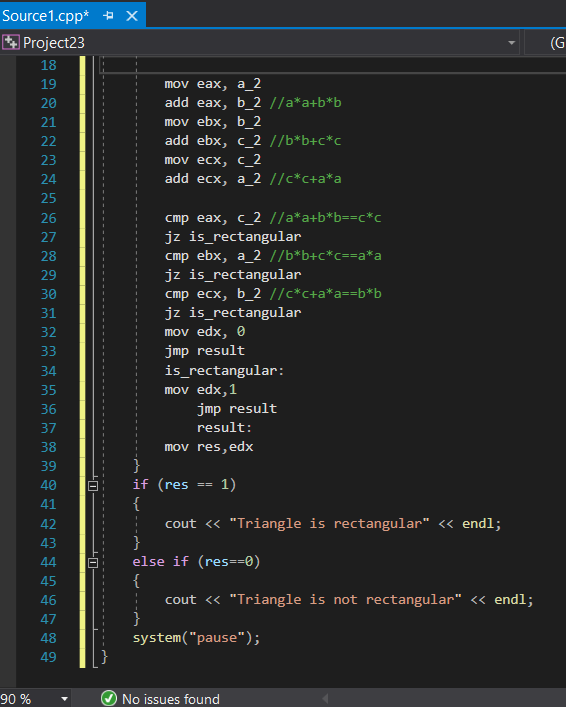 Source1.cpp*
Project23 (G
18
19 mov eax, a_2
20 add eax, b_2 //a*a+b*b
21 mov ebx, b_2
22 add ebx, c_2 //b*b+c*c
23 mov ecx, c_2
24 add ecx, a_2 //c*c+a*a
25
26 cmp eax, c_2 //a*a+b*b==c*c
27 jz is_rectangular
28 cmp ebx, a_2 //b*b+c*c==a*a
29 jz is_rectangular
30 cmp ecx, b_2 //c*c+a*a==b*b
31 jz is_rectangular
32 mov edx, 0
33 jmp result
34 is_rectangular:
35 mov edx,1
36 jmp result
37 result:
38 mov res,edx
39 }
40 if (res == 1)
41 {
42 cout << "Triangle is rectangular" << endl;
43 }
44 else if (res==0)
45 {
46 cout << "Triangle is not rectangular" << endl;
47 }
48 system("pause");
49 }
90 % No issues found